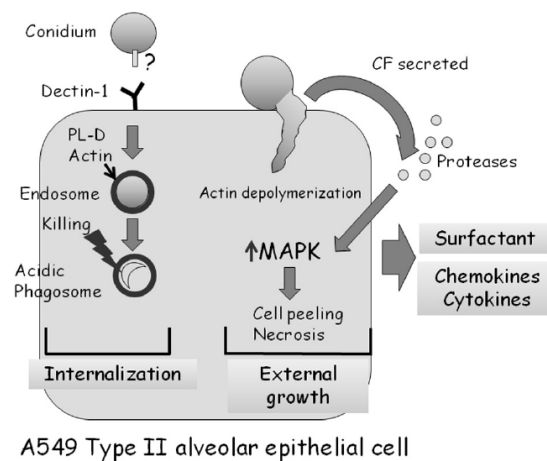 Conidium
?
Dectin-1
PL-D
Actin
Endosome
Killing
Acidic
Phagosome
Internalization
CF secreted
Proteases
Actin depolymerization
↑MAPK
Cell peeling
Necrosis
External
growth
Surfactant
Chemokines
Cytokines
A549 Type II alveolar epithelial cell